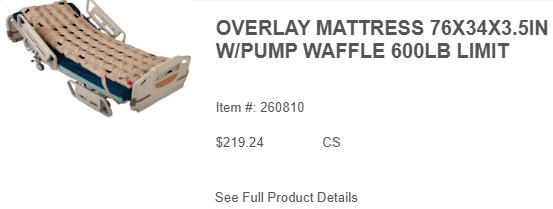 OVERLAY MATTRESS 76X34X3.5IN
W/PUMP WAFFLE 600LB LIMIT
Item #: 260810
$219.24 CS
See Full Product Details